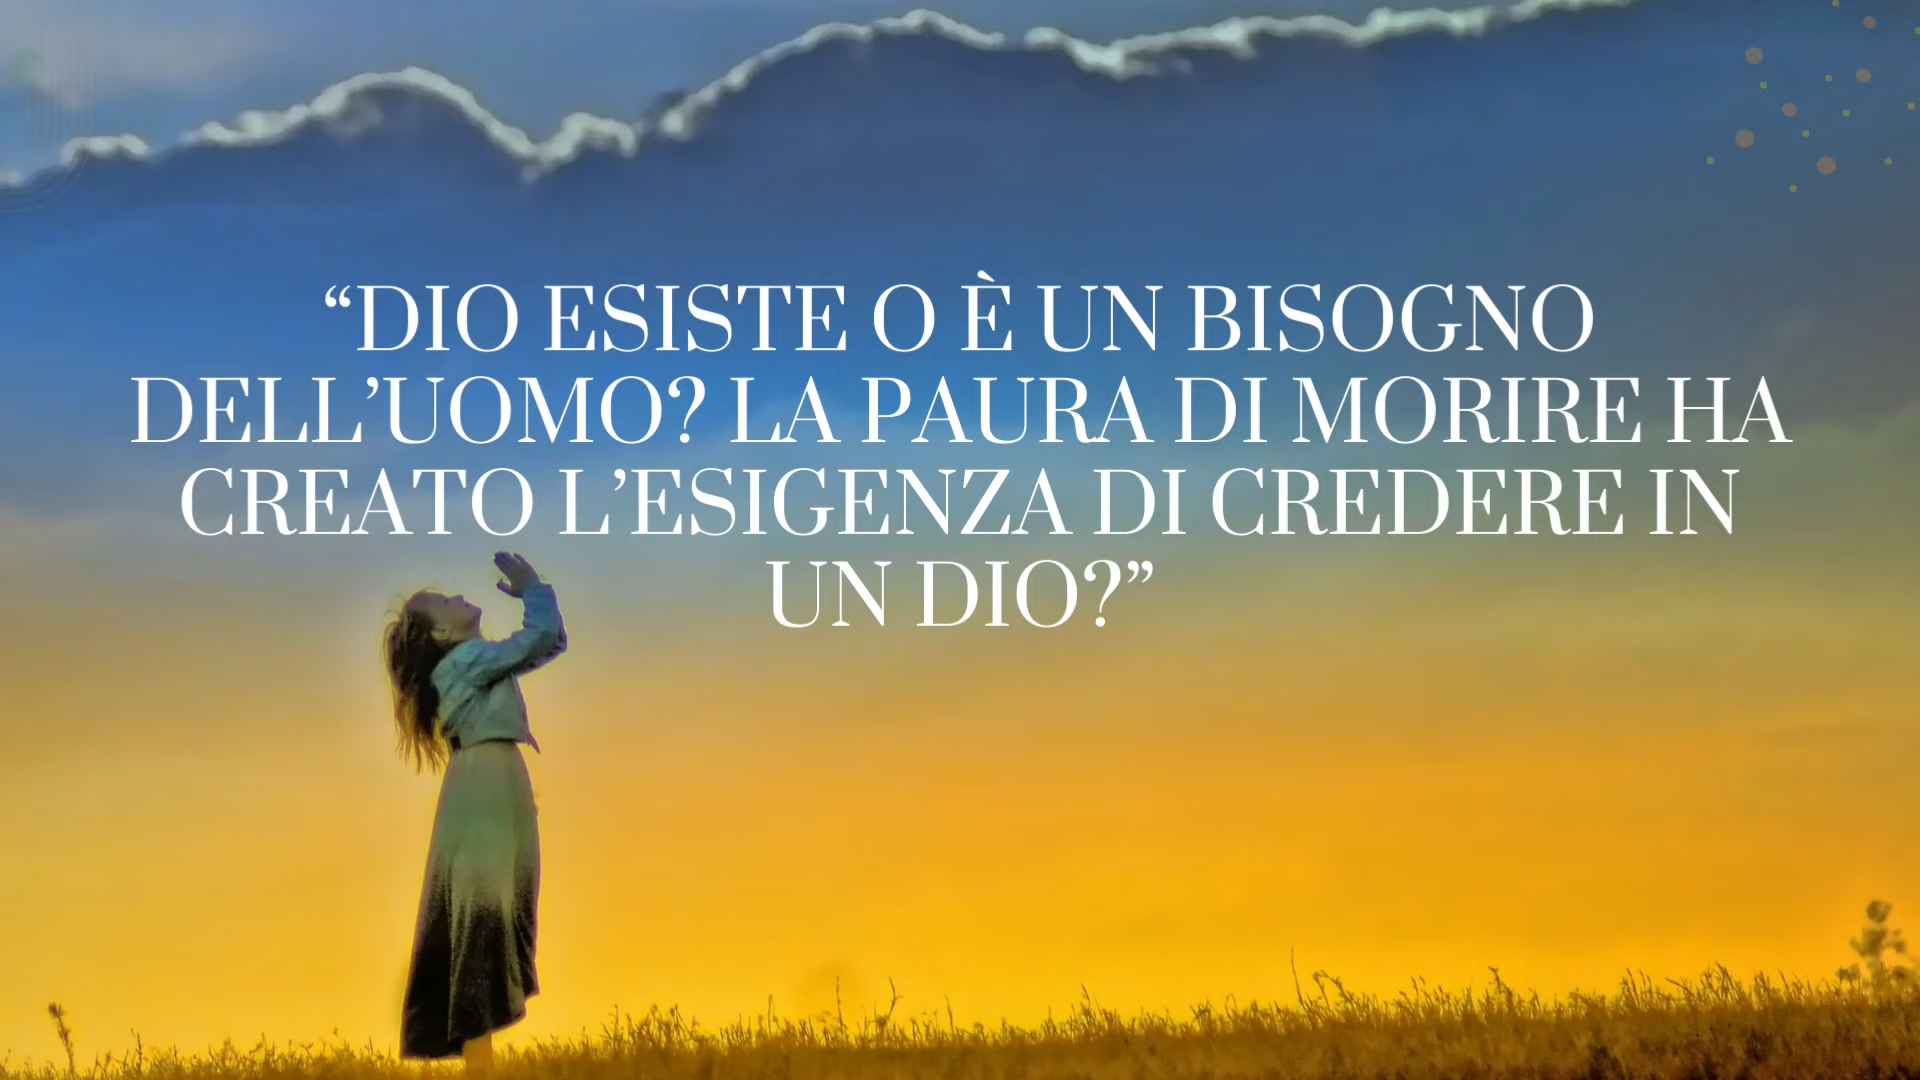 “DIO ESISTE O È UN BISOGNO
DELL’UOMO? LA PAURA DI MORIRE HA
CREATO L’ESIGENZA DI CREDERE IN
UN DIO?”